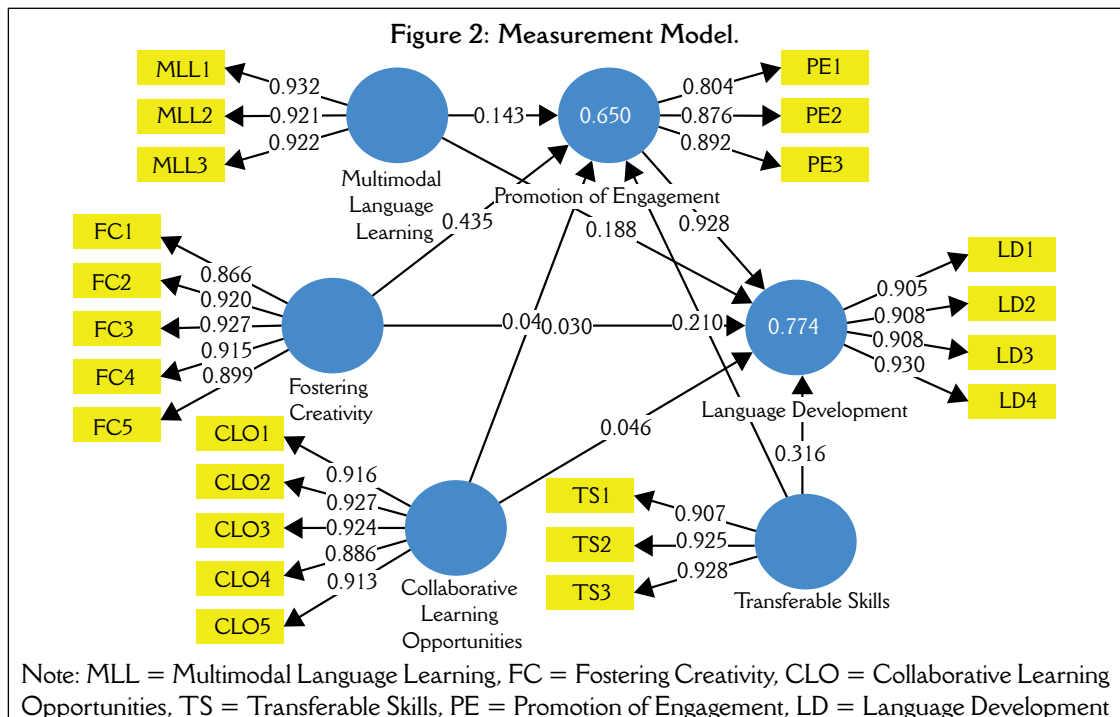 Figure 2: Measurement Model.
MLL1
MLL2
MLL3
0.932
0.921
0.922
Multimodal
Language
Learning
0.143
0.650
Promotion of Engagement
0.804
0.876
0.892
PE1
PE2
PE3
0.435
0.188
0.928
FC1
FC2
FC3
FC4
FC5
0.866
0.920
0.927
0.915
0.899
Fostering
Creativity
0.04
0.030
0.210
0.774
Language Development
0.905
0.908
0.908
0.930
LD1
LD2
LD3
LD4
0.046
0.316
CLO1
CLO2
CLO3
CLO4
CLO5
0.916
0.927
0.924
0.886
0.913
Collaborative
Learning
Opportunities
TS1
TS2
TS3
0.907
0.925
0.928
Transferable Skills
Note: MLL = Multimodal Language Learning, FC = Fostering Creativity, CLO = Collaborative Learning
Opportunities, TS = Transferable Skills, PE = Promotion of Engagement, LD = Language Development